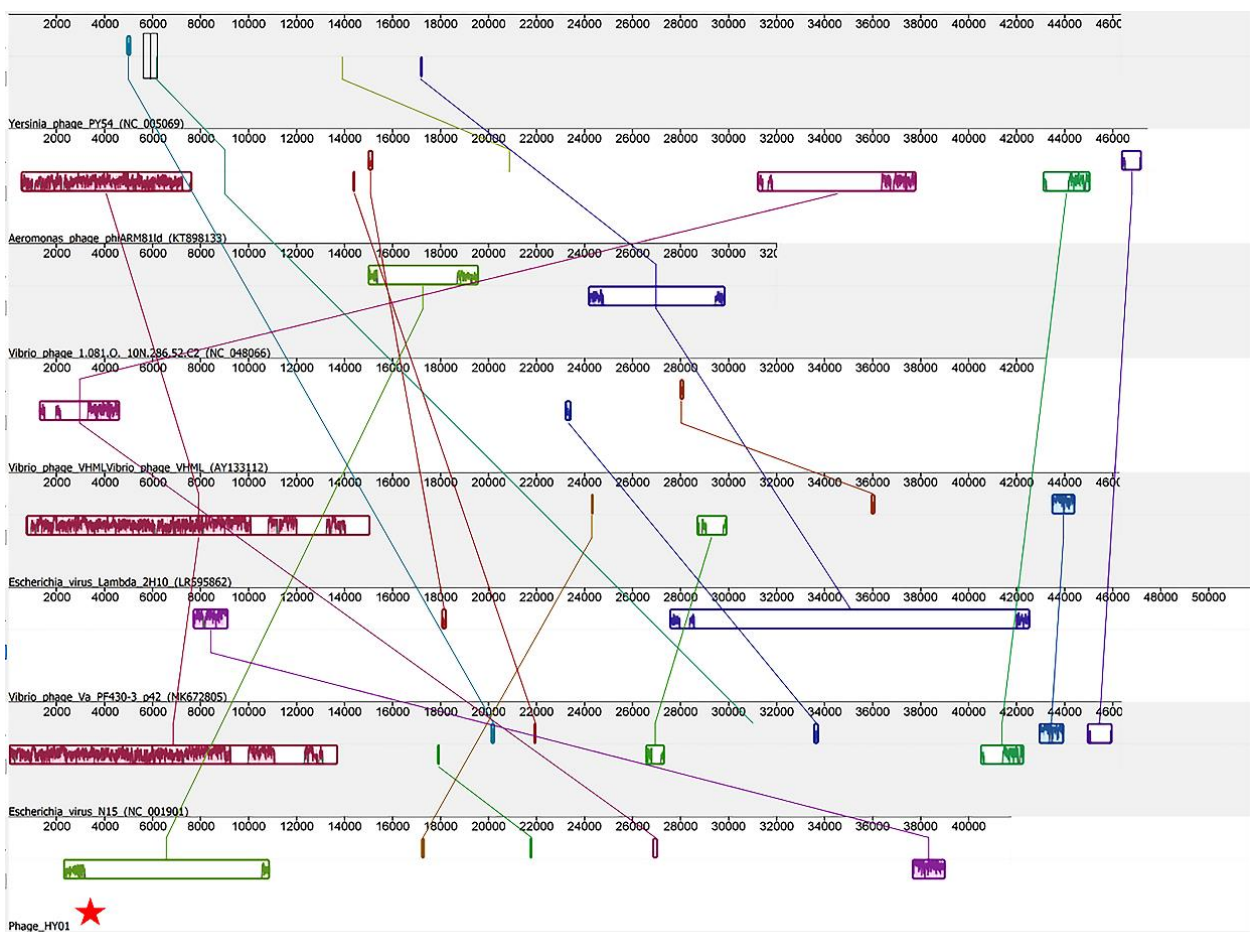 2000 4000 6000 8000 10000 12000 14000 16000 18000 20000 22000 24000 26000 28000 30000 32000 34000 36000 38000 40000 42000 44000 4600
Yersinia_phage_PY54_(NC_005069)
2000 4000 6000 8000 10000 12000 14000 16000 18000 20000 22000 24000 26000 28000 30000 32000 34000 36000 38000 40000 42000 44000 46000
Aeromonas_phage_phiARM81ld_(KT898133)
2000 4000 6000 8000 10000 12000 14000 16000 18000 20000 22000 24000 26000 28000 30000 320
Vibrio_phage_1.081.O._10N.286.52.C2_(NC_048066)
2000 4000 6000 8000 10000 12000 14000 16000 18000 20000 22000 24000 26000 28000 30000 32000 34000 36000 38000 40000 42000
Vibrio_phage_VHMLVibrio_phage_VHML_(AY133112)
2000 4000 6000 8000 10000 12000 14000 16000 18000 20000 22000 24000 26000 28000 30000 32000 34000 36000 38000 40000 42000 44000 4600
Escherichia_virus_Lambda_2H10_(LR595862)
2000 4000 6000 8000 10000 12000 14000 16000 18000 20000 22000 24000 26000 28000 30000 32000 34000 36000 38000 40000 42000 44000 46000 48000 50000
Vibrio_phage_Va_PF430-3_p42_(MK672805)
2000 4000 6000 8000 10000 12000 14000 16000 18000 20000 22000 24000 26000 28000 30000 32000 34000 36000 38000 40000 42000 44000 4600
Escherichia_virus_N15_(NC_001901)
2000 4000 6000 8000 10000 12000 14000 16000 18000 20000 22000 24000 26000 28000 30000 32000 34000 36000 38000 40000
Phage_HY01